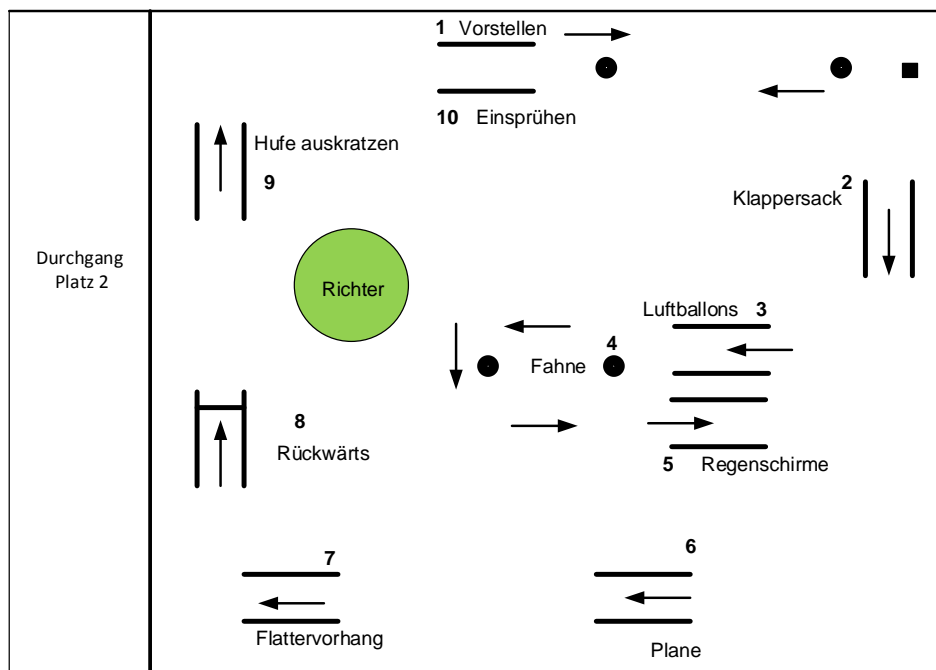 1 Vorstellen
10 Einsprühen
Hufe auskratzen
9
2
Klappersack
Durchgang
Platz 2
Richter
Luftballons 3
4
Fahne
8
Rückwärts
5 Regenschirme
7
Flattervorhang
6
Plane